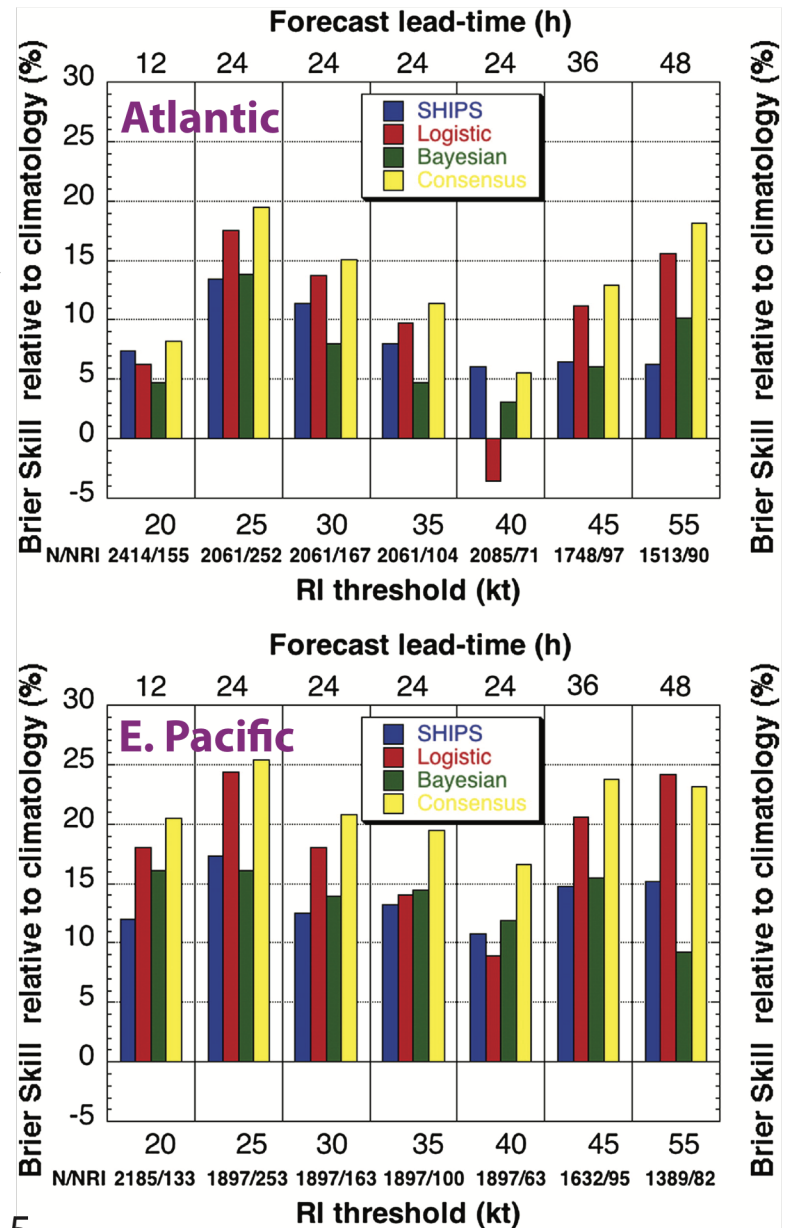 Forecast lead-time (h)
12 24 24 24 24 36 48
Brier Skill relative to climatology (%)
Brier Skill relative to climatology (%)
30
25
20
15
10
5
0
-5
Atlantic
SHIPS
Logistic
Bayesian
Consensus
20 25 30 35 40 45 55
N/NRI 2414/155 2061/252 2061/167 2061/104 2085/71 1748/97 1513/90
RI threshold (kt)
Forecast lead-time (h)
12 24 24 24 24 36 48
Brier Skill relative to climatology (%)
Brier Skill relative to climatology (%)
30
25
20
15
10
5
0
-5
E. Pacific
SHIPS
Logistic
Bayesian
Consensus
20 25 30 35 40 45 55
N/NRI 2185/133 1897/253 1897/163 1897/100 1897/63 1632/95 1389/82
RI threshold (kt)